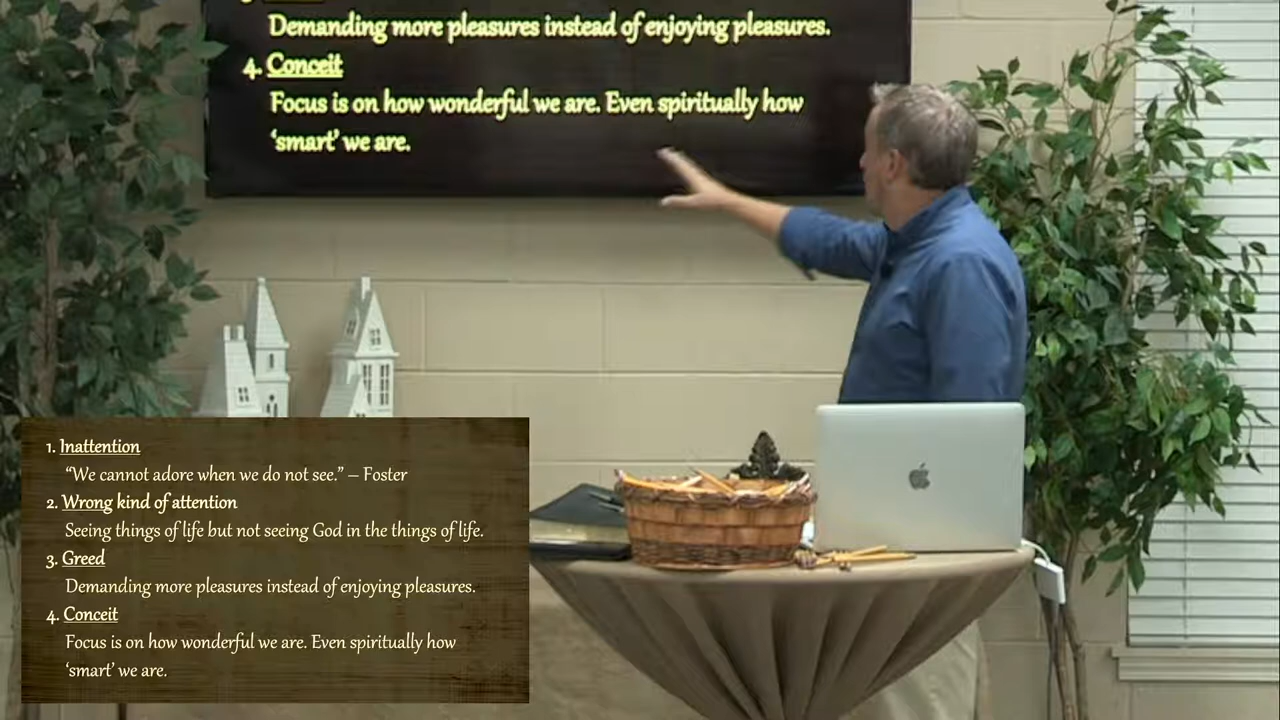 Demanding more pleasures instead of enjoying pleasures.
4. Conceit
Focus is on how wonderful we are. Even spiritually how
‘smart’ we are.
1. Inattention
“We cannot adore when we do not see.” – Foster
2. Wrong kind of attention
Seeing things of life but not seeing God in the things of life.
3. Greed
Demanding more pleasures instead of enjoying pleasures.
4. Conceit
Focus is on how wonderful we are. Even spiritually how
‘smart’ we are.